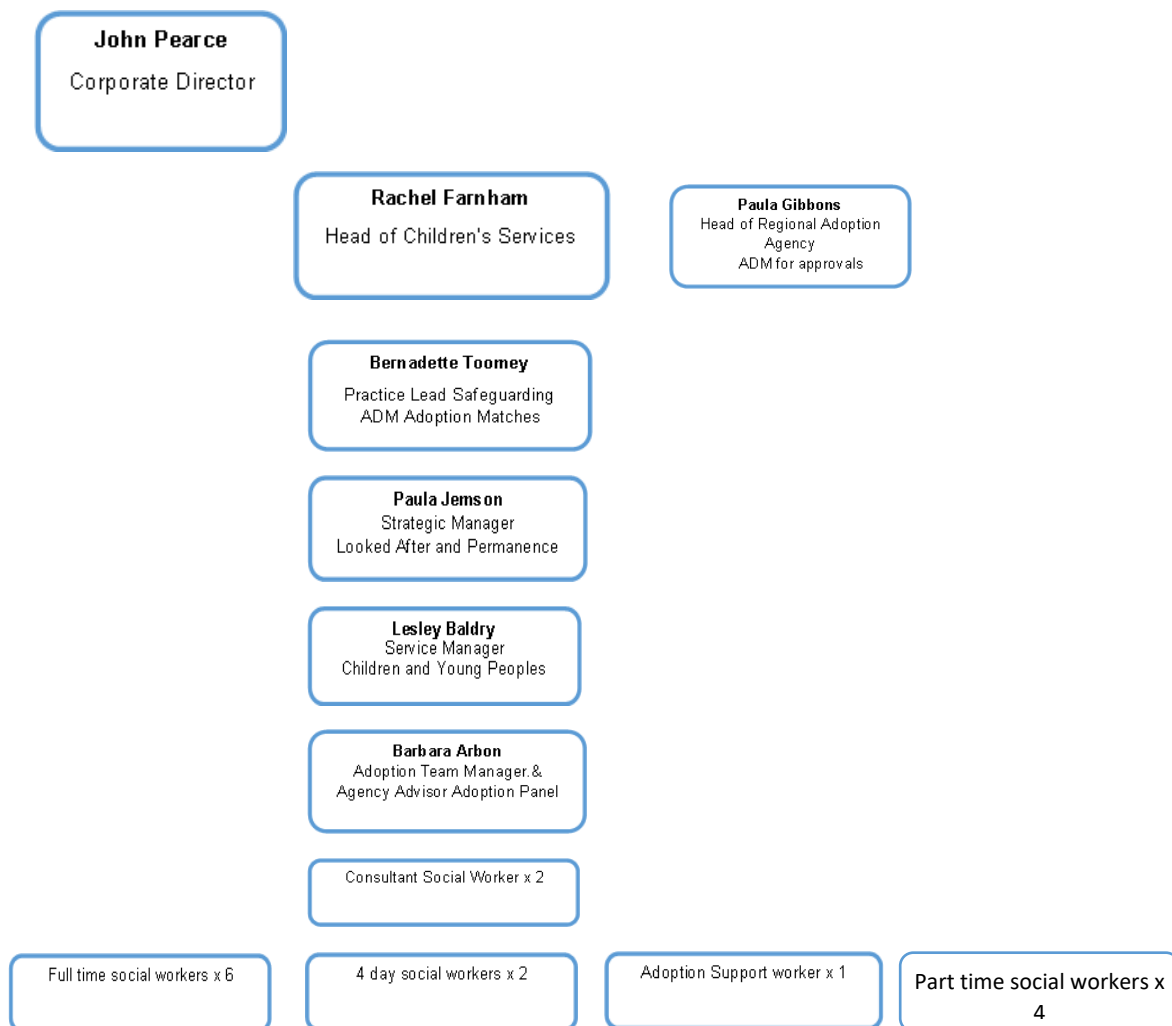 John Pearce
Corporate Director
Rachel Farnham
Head of Children's Services
Paula Gibbons
Head of Regional Adoption
Agency
ADM for approvals
Bernadette Toomey
Practice Lead Safeguarding
ADM Adoption Matches
Paula Jemson
Strategic Manager
Looked After and Permanence
Lesley Baldry
Service Manager
Children and Young Peoples
Barbara Arbon
Adoption Team Manager.&
Agency Advisor Adoption Panel
Consultant Social Worker x 2
Full time social workers x 6
4 day social workers x 2
Adoption Support worker x 1
Part time social workers x
4